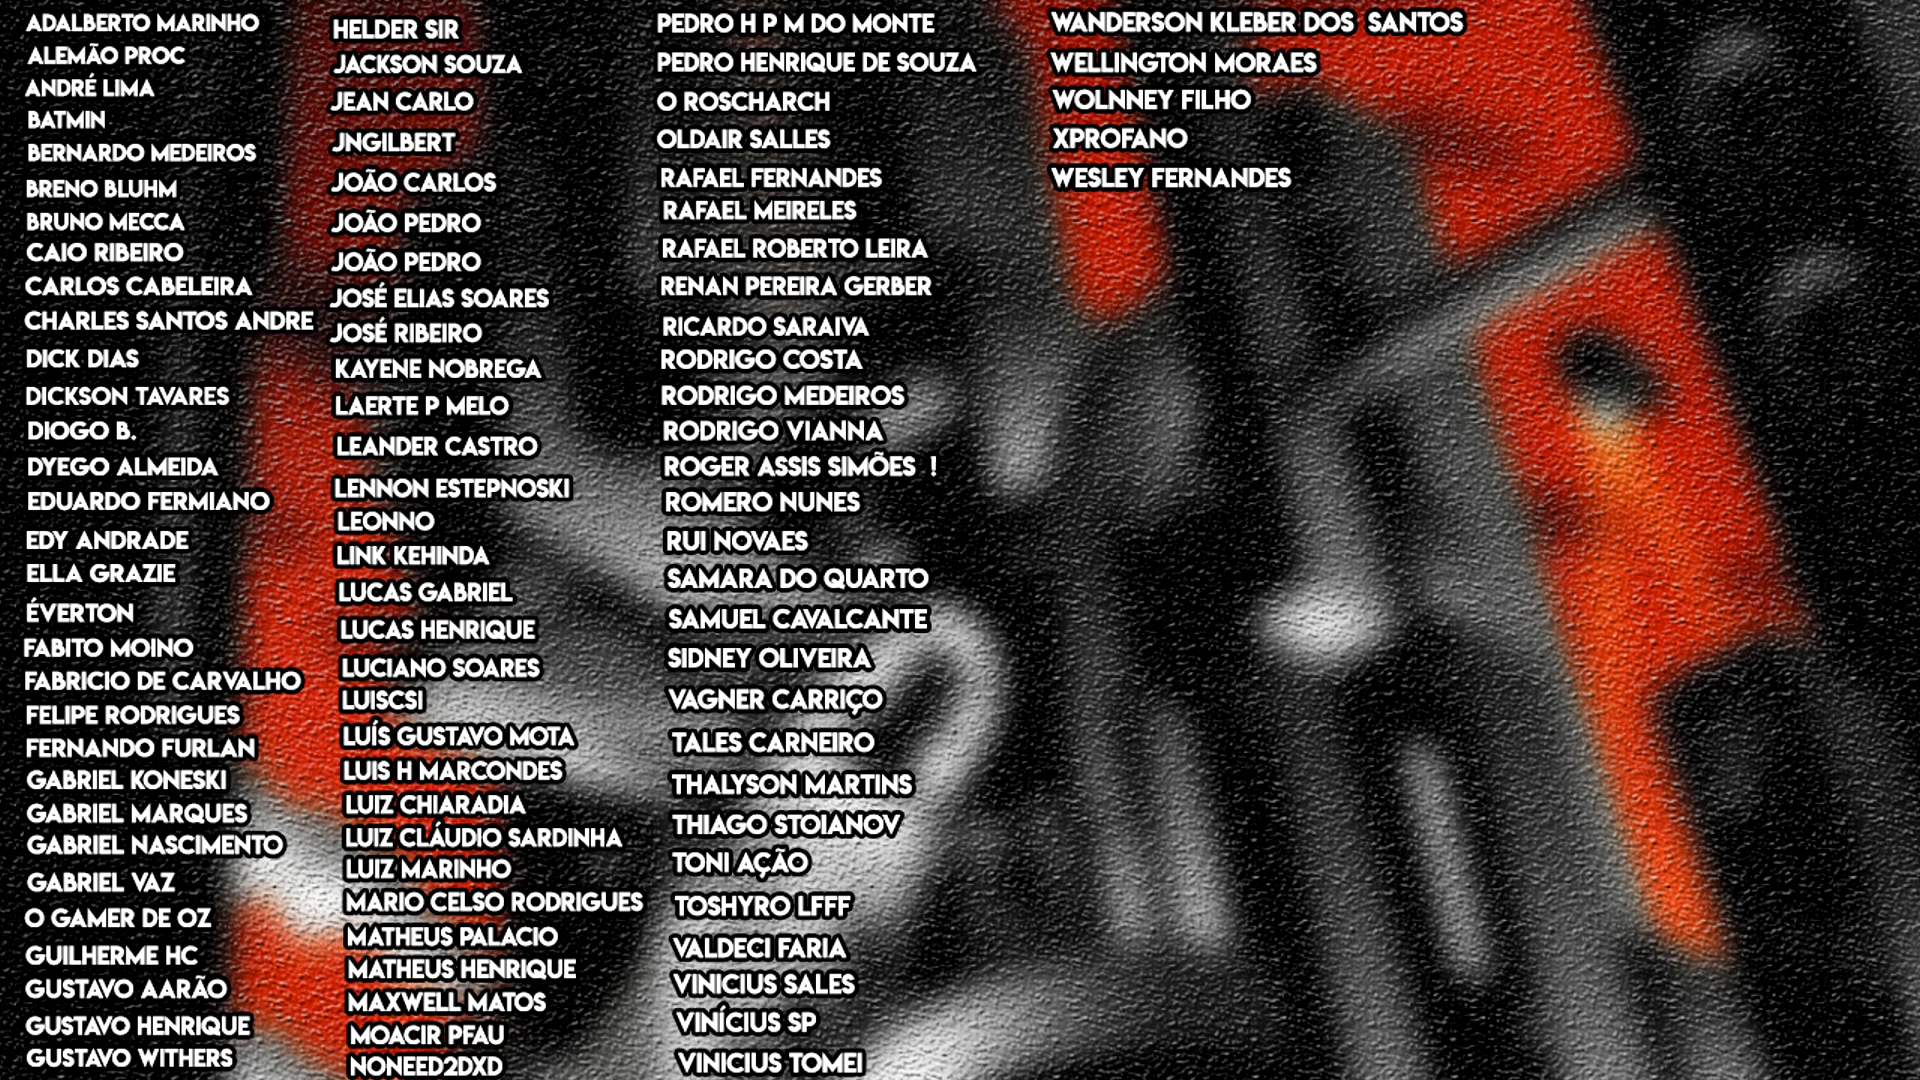 ADALBERTO MARINHO
ALEMÃO PROC
ANDRÉ LIMA
BATMIN
BERNARDO MEDEIROS
BRENO BLUHM
BRUNO MECCA
CAIO RIBEIRO
CARLOS CABELEIRA
CHARLES SANTOS ANDRE
DICK DIAS
DICKSON TAVARES
DIOGO B.
DYEGO ALMEIDA
EDUARDO FERMIANO
EDY ANDRADE
ELLA GRAZIE
ÉVERTON
FABITO MOINO
FABRICIO DE CARVALHO
FELIPE RODRIGUES
FERNANDO FURLAN
GABRIEL KONESKI
GABRIEL MARQUES
GABRIEL NASCIMENTO
GABRIEL VAZ
O GAMER DE OZ
GUILHERME HC
GUSTAVO AARÃO
GUSTAVO HENRIQUE
GUSTAVO WITHERS
HELDER SIR
JACKSON SOUZA
JEAN CARLO
JNGILBERT
JOÃO CARLOS
JOÃO PEDRO
JOÃO PEDRO
JOSÉ ELIAS SOARES
JOSÉ RIBEIRO
KAYENE NOBREGA
LAERTE P MELO
LEANDER CASTRO
LENNON ESTEPNOSKI
LEONNO
LINK KEHINDA
LUCAS GABRIEL
LUCAS HENRIQUE
LUCIANO SOARES
LUISCSI
LUÍS GUSTAVO MOTA
LUIS H MARCONDES
LUIZ CHIARADIA
LUIZ CLÁUDIO SARDINHA
LUIZ MARINHO
MARIO CELSO RODRIGUES
MATHEUS PALACIO
MATHEUS HENRIQUE
MAXWELL MATOS
MOACIR PFAU
NONEED2DXD
PEDRO H P M DO MONTE
PEDRO HENRIQUE DE SOUZA
O ROSCHARCH
OLDAIR SALLES
RAFAEL FERNANDES
RAFAEL MEIRELES
RAFAEL ROBERTO LEIRA
RENAN PEREIRA GERBER
RICARDO SARAIVA
RODRIGO COSTA
RODRIGO MEDEIROS
RODRIGO VIANNA
ROGER ASSIS SIMÕES !
ROMERO NUNES
RUI NOVAES
SAMARA DO QUARTO
SAMUEL CAVALCANTE
SIDNEY OLIVEIRA
VAGNER CARRIÇO
TALES CARNEIRO
THALYSON MARTINS
THIAGO STOIANOV
TONI AÇÃO
TOSHYRO LFFF
VALDECI FARIA
VINICIUS SALES
VINÍCIUS SP
VINICIUS TOMEI
WANDERSON KLEBER DOS SANTOS
WELLINGTON MORAES
WOLNNEY FILHO
XPROFANO
WESLEY FERNANDES